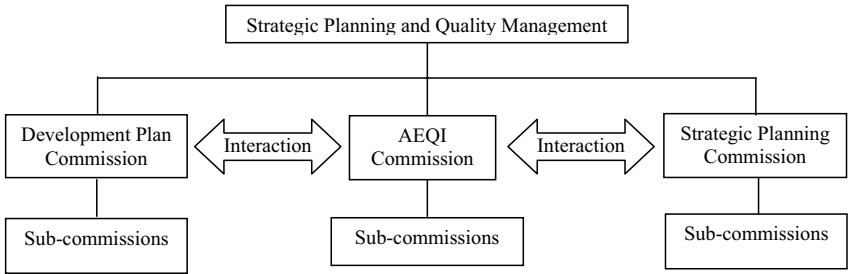 Strategic Planning and Quality Management
Development Plan
Commission
Interaction
AEQI
Commission
Interaction
Strategic Planning
Commission
Sub-commissions
Sub-commissions
Sub-commissions